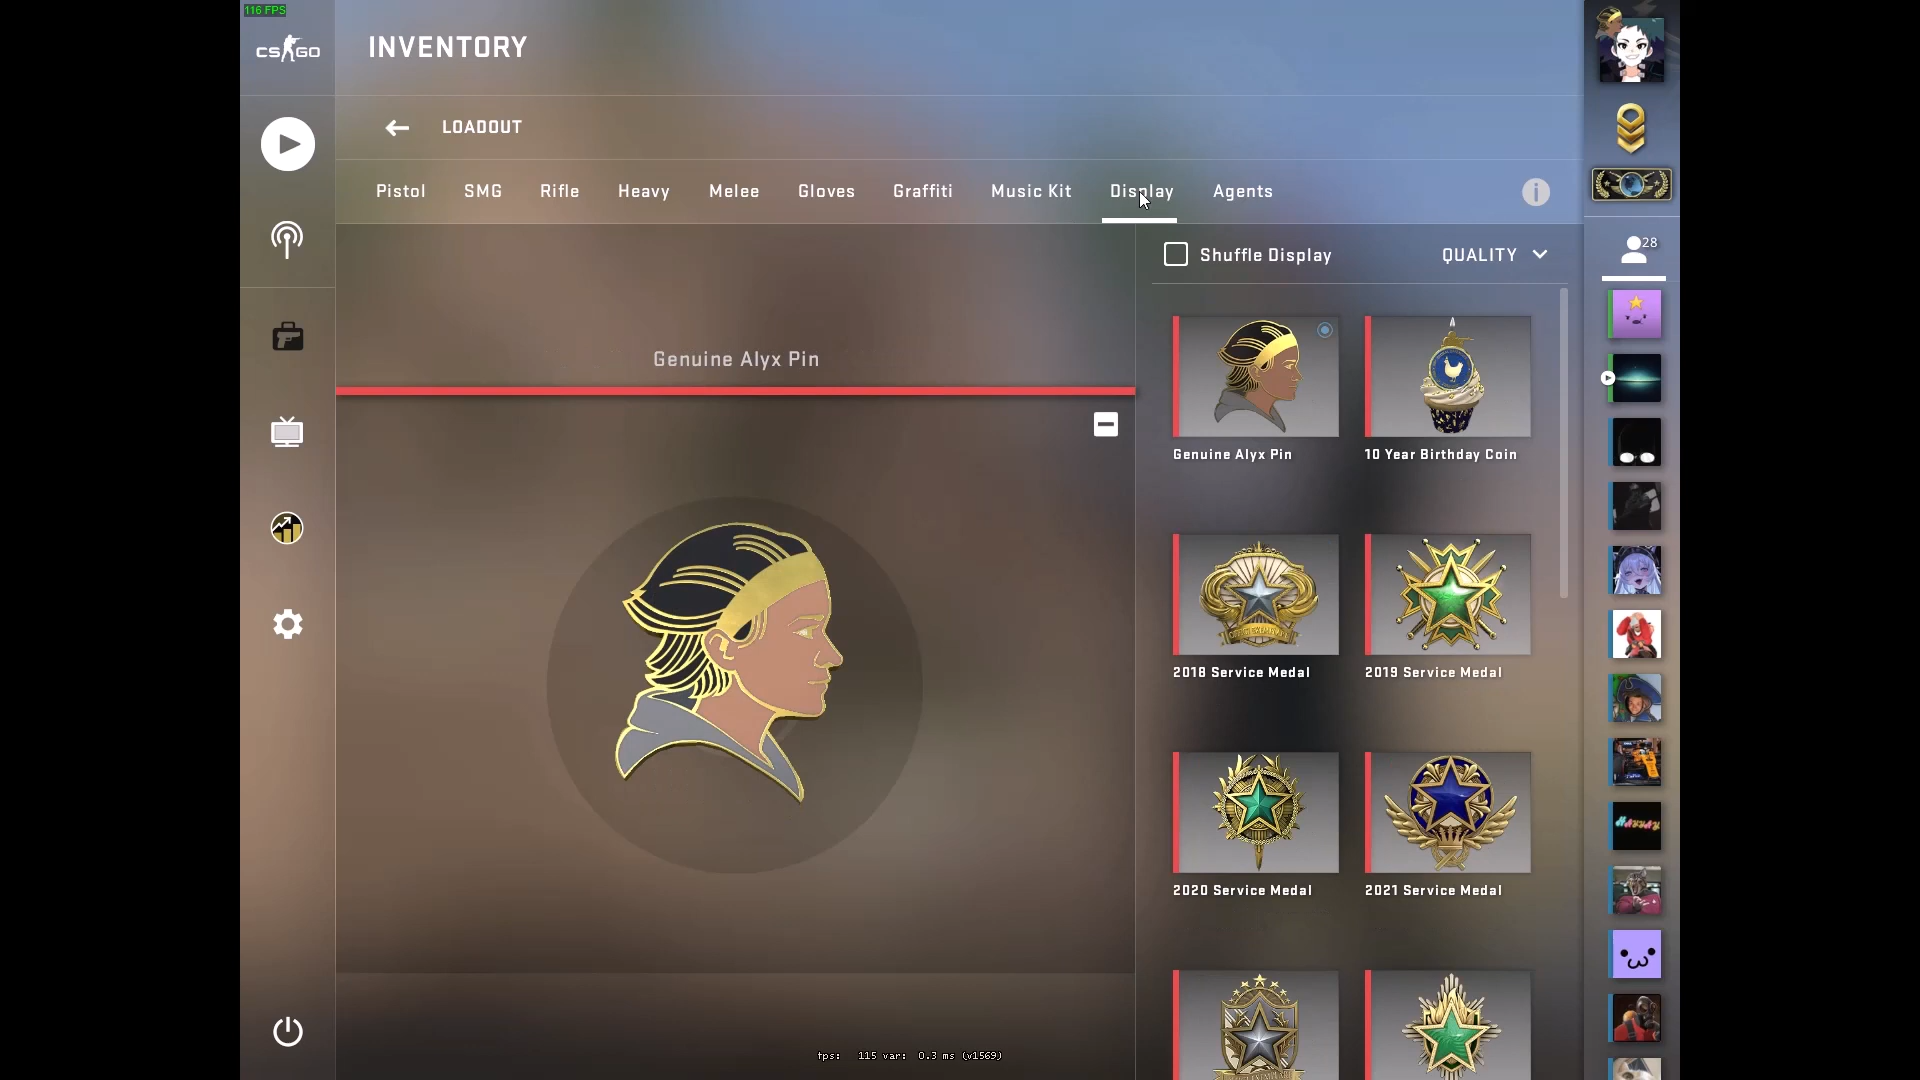 116 FPS
CS GO
INVENTORY
LOADOUT
Pistol SMG Rifle Heavy Melee Gloves Graffiti Music Kit Display Agents
28
Shuffle Display QUALITY
Genuine Alyx Pin
Genuine Alyx Pin 10 Year Birthday Coin
2018 Service Medal 2019 Service Medal
2020 Service Medal 2021 Service Medal
fps: 115 var: 0.3 ms (v1569)